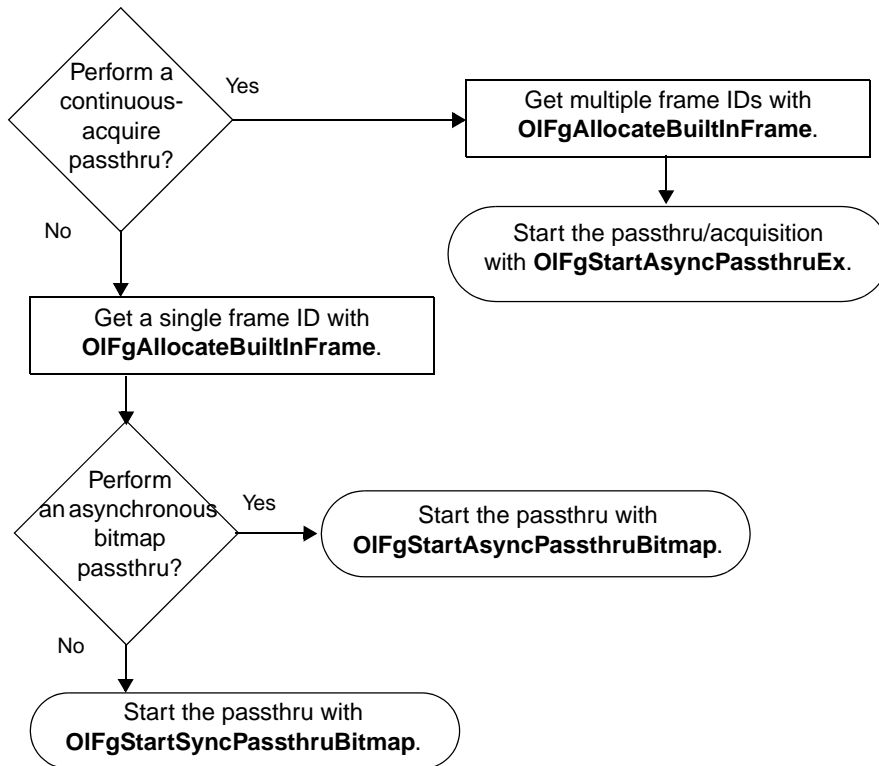 Perform a
continuous-
acquire
passthru?
Yes
Get multiple frame IDs with
OlFgAllocateBuiltInFrame.
No
Start the passthru/acquisition
with OlFgStartAsyncPassthruEx.
Get a single frame ID with
OlFgAllocateBuiltInFrame.
Perform
an asynchronous
bitmap
passthru?
Yes
Start the passthru with
OlFgStartAsyncPassthruBitmap.
No
Start the passthru with
OlFgStartSyncPassthruBitmap.